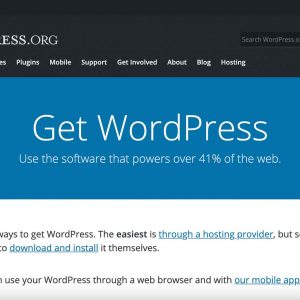 RESS.ORG
Search WordPress.o
es Plugins Mobile Support Get Involved About Blog Hosting
Get WordPress
Use the software that powers over 41% of the web.
ways to get WordPress. The easiest is through a hosting provider, but s
to download and install it themselves.
n use your WordPress through a web browser and with our mobile app